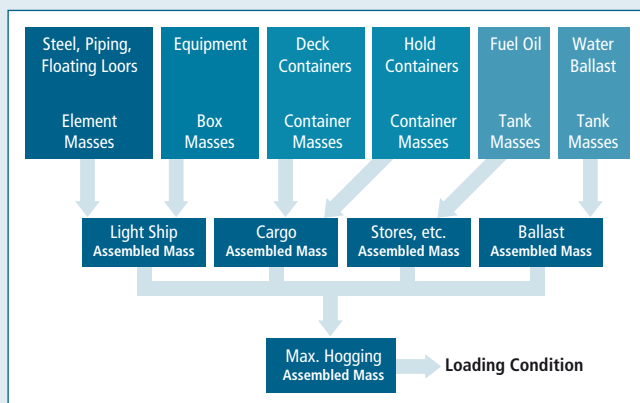 Steel, Piping,
Floating Loors
Element
Masses
Equipment
Box
Masses
Deck
Containers
Container
Masses
Hold
Containers
Container
Masses
Fuel Oil
Tank
Masses
Water
Ballast
Tank
Masses
Light Ship
Assembled Mass
Cargo
Assembled Mass
Stores, etc.
Assembled Mass
Ballast
Assembled Mass
Max. Hogging
Assembled Mass
Loading Condition